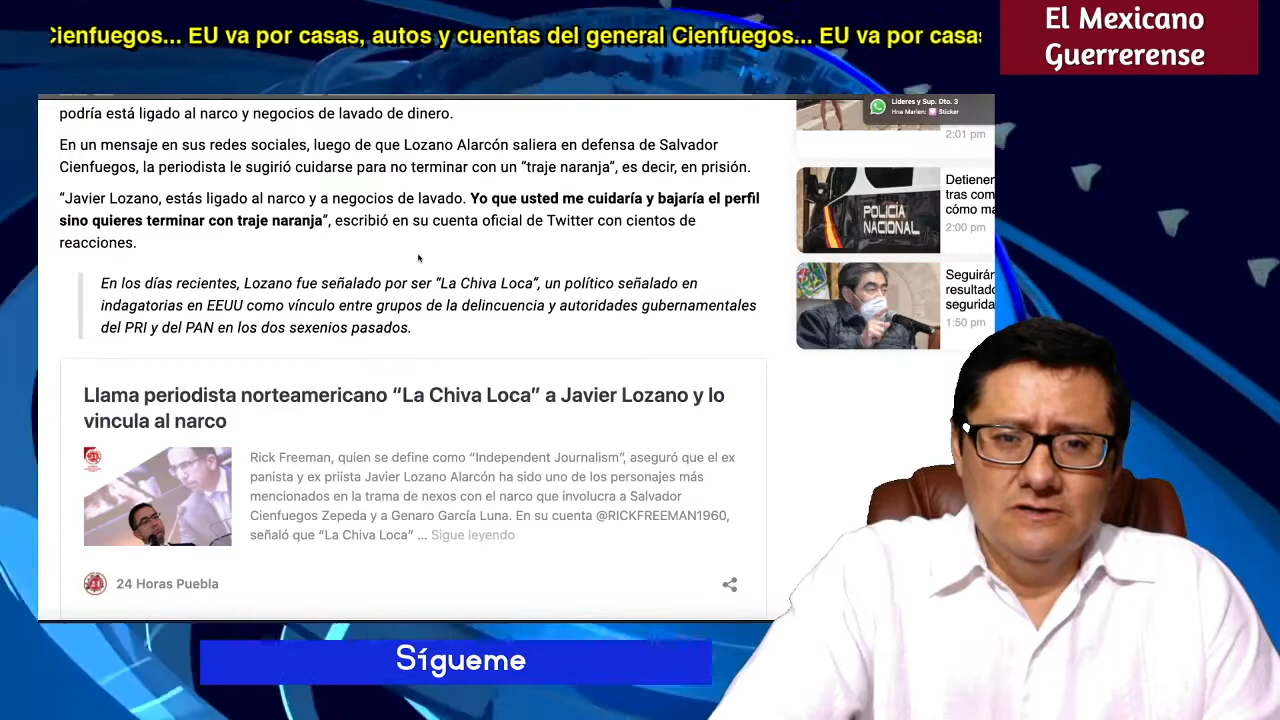 Cienfuegos... EU va por casas, autos y cuentas del general Cienfuegos... EU va por casas
El Mexicano
Guerrerense
podría está ligado al narco y negocios de lavado de dinero.
En un mensaje en sus redes sociales, luego de que Lozano Alarcón saliera en defensa de Salvador
Cienfuegos, la periodista le sugirió cuidarse para no terminar con un “traje naranja”, es decir, en prisión.
“Javier Lozano, estás ligado al narco y a negocios de lavado. Yo que usted me cuidaría y bajaría el perfil
sino quieres terminar con traje naranja”, escribió en su cuenta oficial de Twitter con cientos de
reacciones.
En los días recientes, Lozano fue señalado por ser “La Chiva Loca”, un político señalado en
indagatorias en EEUU como vínculo entre grupos de la delincuencia y autoridades gubernamentales
del PRI y del PAN en los dos sexenios pasados.
Llama periodista norteamericano “La Chiva Loca” a Javier Lozano y lo
vincula al narco
Rick Freeman, quien se define como “Independent Journalism”, aseguró que el ex
panista y ex priista Javier Lozano Alarcón ha sido uno de los personajes más
mencionados en la trama de nexos con el narco que involucra a Salvador
Cienfuegos Zepeda y a Genaro García Luna. En su cuenta @RICKFREEMAN1960,
señaló que “La Chiva Loca” ... Sigue leyendo
24 Horas Puebla
Lideres y Sup. Dto. 3
Hna Marlen: Sticker
2:01 pm
POLICÍA
NACIONAL
Detienen
tras com
cómo ma
2:00 pm
Seguirán
resultado
segurida
1:50 pm
Sígueme